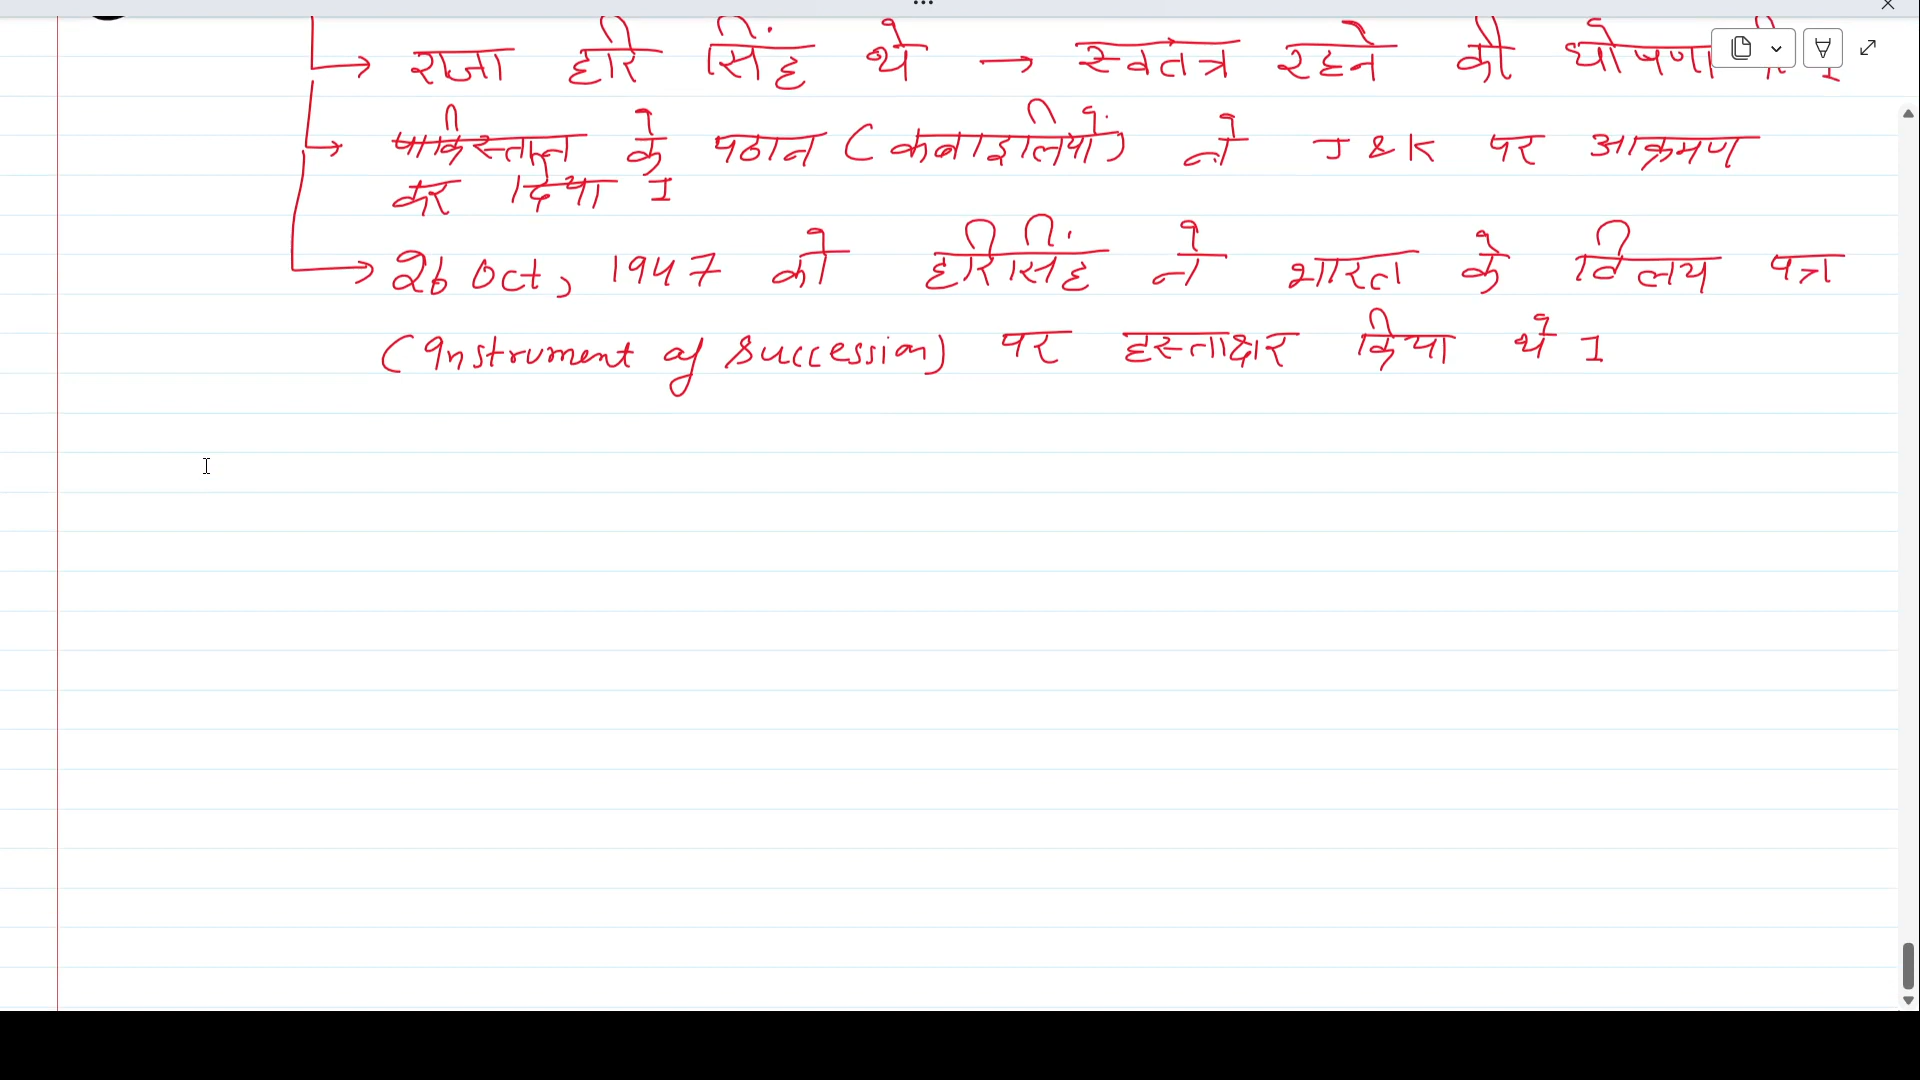 राजा हरि सिंह थे → स्वतंत्र रहने की घोषणा
पाकिस्तान के पठान (कबाइलियों) ने J & K पर आक्रमण
कर दिया ।
26 Oct, 1947 को हरिसिंह ने भारत के विलय पत्र
(Instrument of Succession) पर हस्ताक्षर किया थे ।